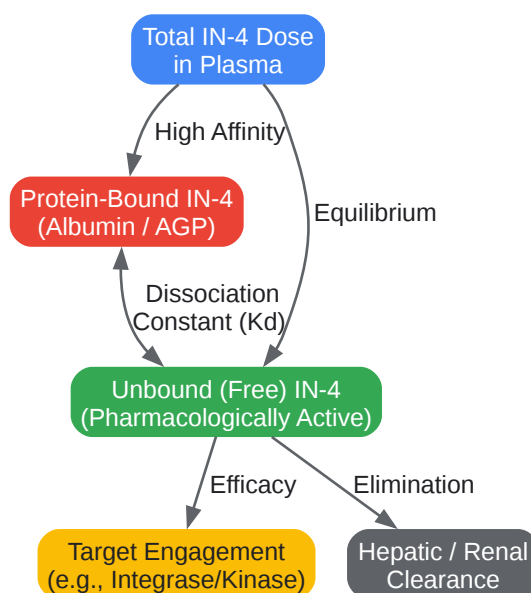 Total IN-4 Dose
in Plasma
High Affinity
Protein-Bound IN-4
(Albumin / AGP)
Equilibrium
Dissociation
Constant (Kd)
Unbound (Free) IN-4
(Pharmacologically Active)
Efficacy
Elimination
Target Engagement
(e.g., Integrase/Kinase)
Hepatic / Renal
Clearance